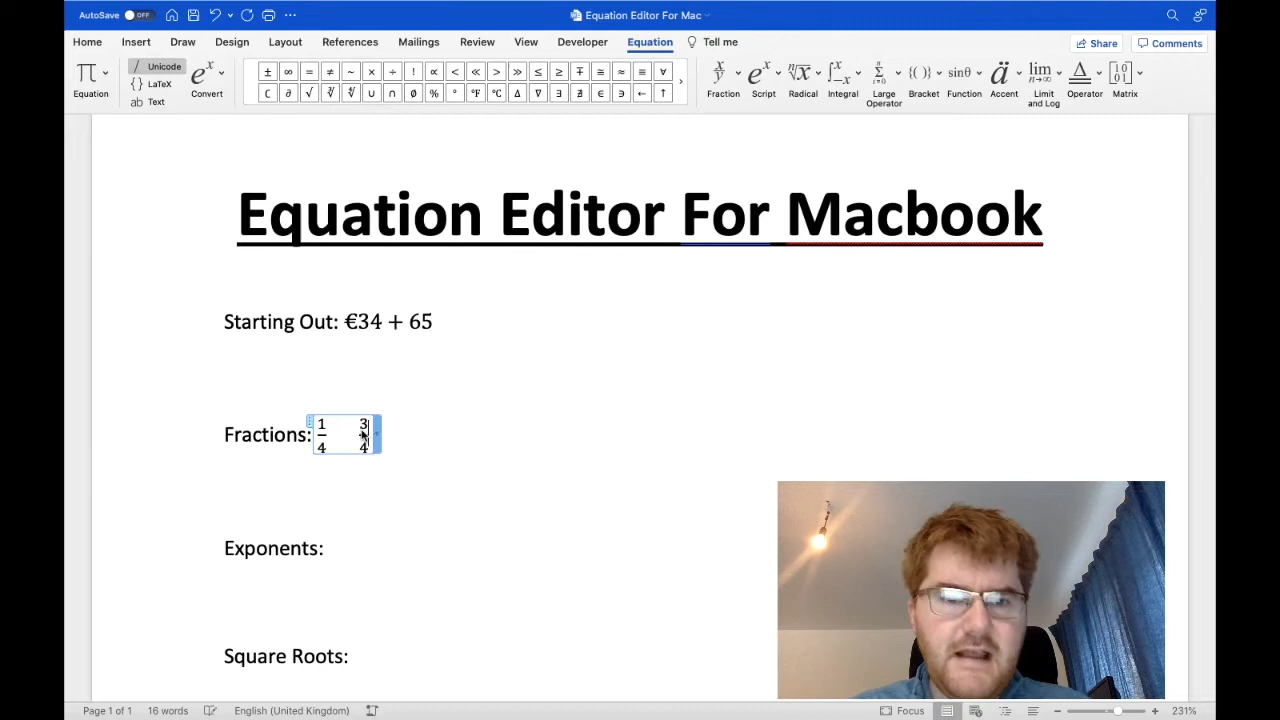 AutoSave OFF
Equation Editor For Mac
Home Insert Draw Design Layout References Mailings Review View Developer Equation Tell me
Share Comments
π Equation
Unicode
{} LaTeX
ab Text
eˣ Convert
± ∞ = ≠ ~ × ÷ ! ∝ < ≪ > ≫ ≤ ≥ ∓ ≅ ≈ ≡ ∀
∁ ∂ √ ∛ ∜ ∪ ∩ ∅ % ° °F °C ∆ ∇ ∃ ∄ ∈ ∋ ← ↑
Fraction Script Radical Integral Large Operator Bracket Function Accent Limit and Log Operator Matrix
Equation Editor For Macbook
Starting Out: €34 + 65
Fractions: 1/4 3/4
Exponents:
Square Roots:
Page 1 of 1 16 words English (United Kingdom) Focus 231%